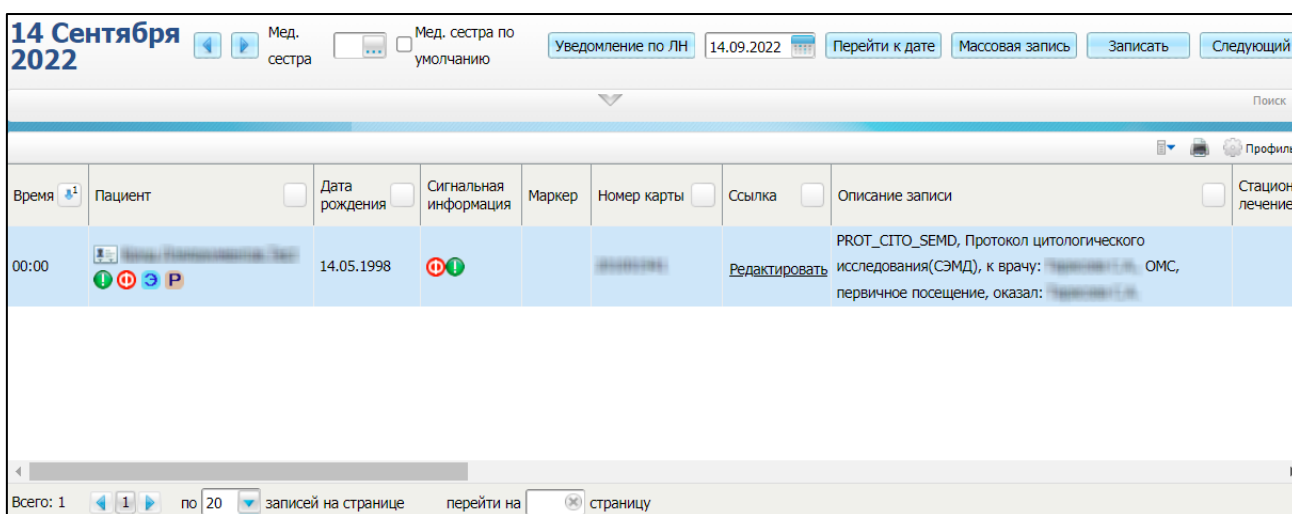 14 Сентября
2022
Мед.
сестра
...
Мед. сестра по
умолчанию
Уведомление по ЛН
14.09.2022
Перейти к дате
Массовая запись
Записать
Следующий
Поиск
Профиль
Время 1
Пациент
Дата
рождения
Сигнальная
информация
Маркер
Номер карты
Ссылка
Описание записи
Стацион
лечение
00:00
! Ф Э Р
14.05.1998
Ф !
Редактировать
PROT_CITO_SEMD, Протокол цитологического
исследования(СЭМД), к врачу: ОМС,
первичное посещение, оказал:
Всего: 1
1
по 20 записей на странице
перейти на страницу